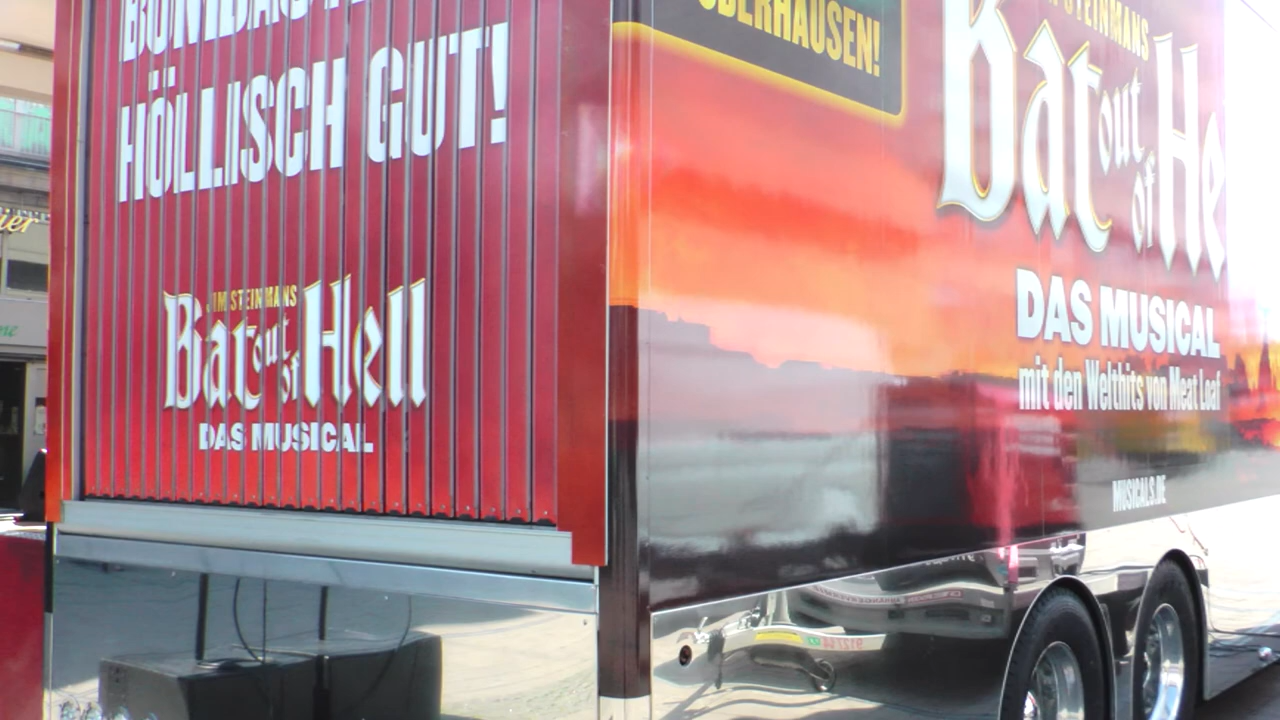 HÖLLISCH GUT!
JIM STEINMANS
Bat out of Hell
DAS MUSICAL
OBERHAUSEN!
STEINMANS
Bat out of He
DAS MUSICAL
mit den Welthits von Meat Loaf
MUSICALS.DE
ier